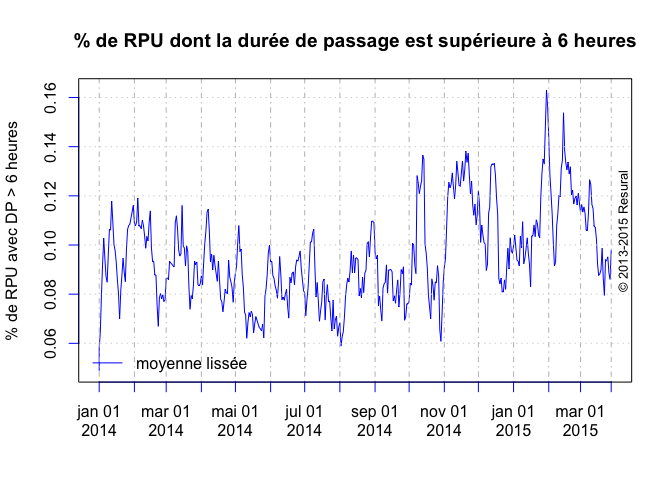 % de RPU dont la durée de passage est supérieure à 6 heures
% de RPU avec DP > 6 heures
0.16
0.14
0.12
0.10
0.08
0.06
moyenne lissée
© 2013-2015 Resural
jan 01 mar 01 mai 01 jul 01 sep 01 nov 01 jan 01 mar 01
2014 2014 2014 2014 2014 2014 2015 2015